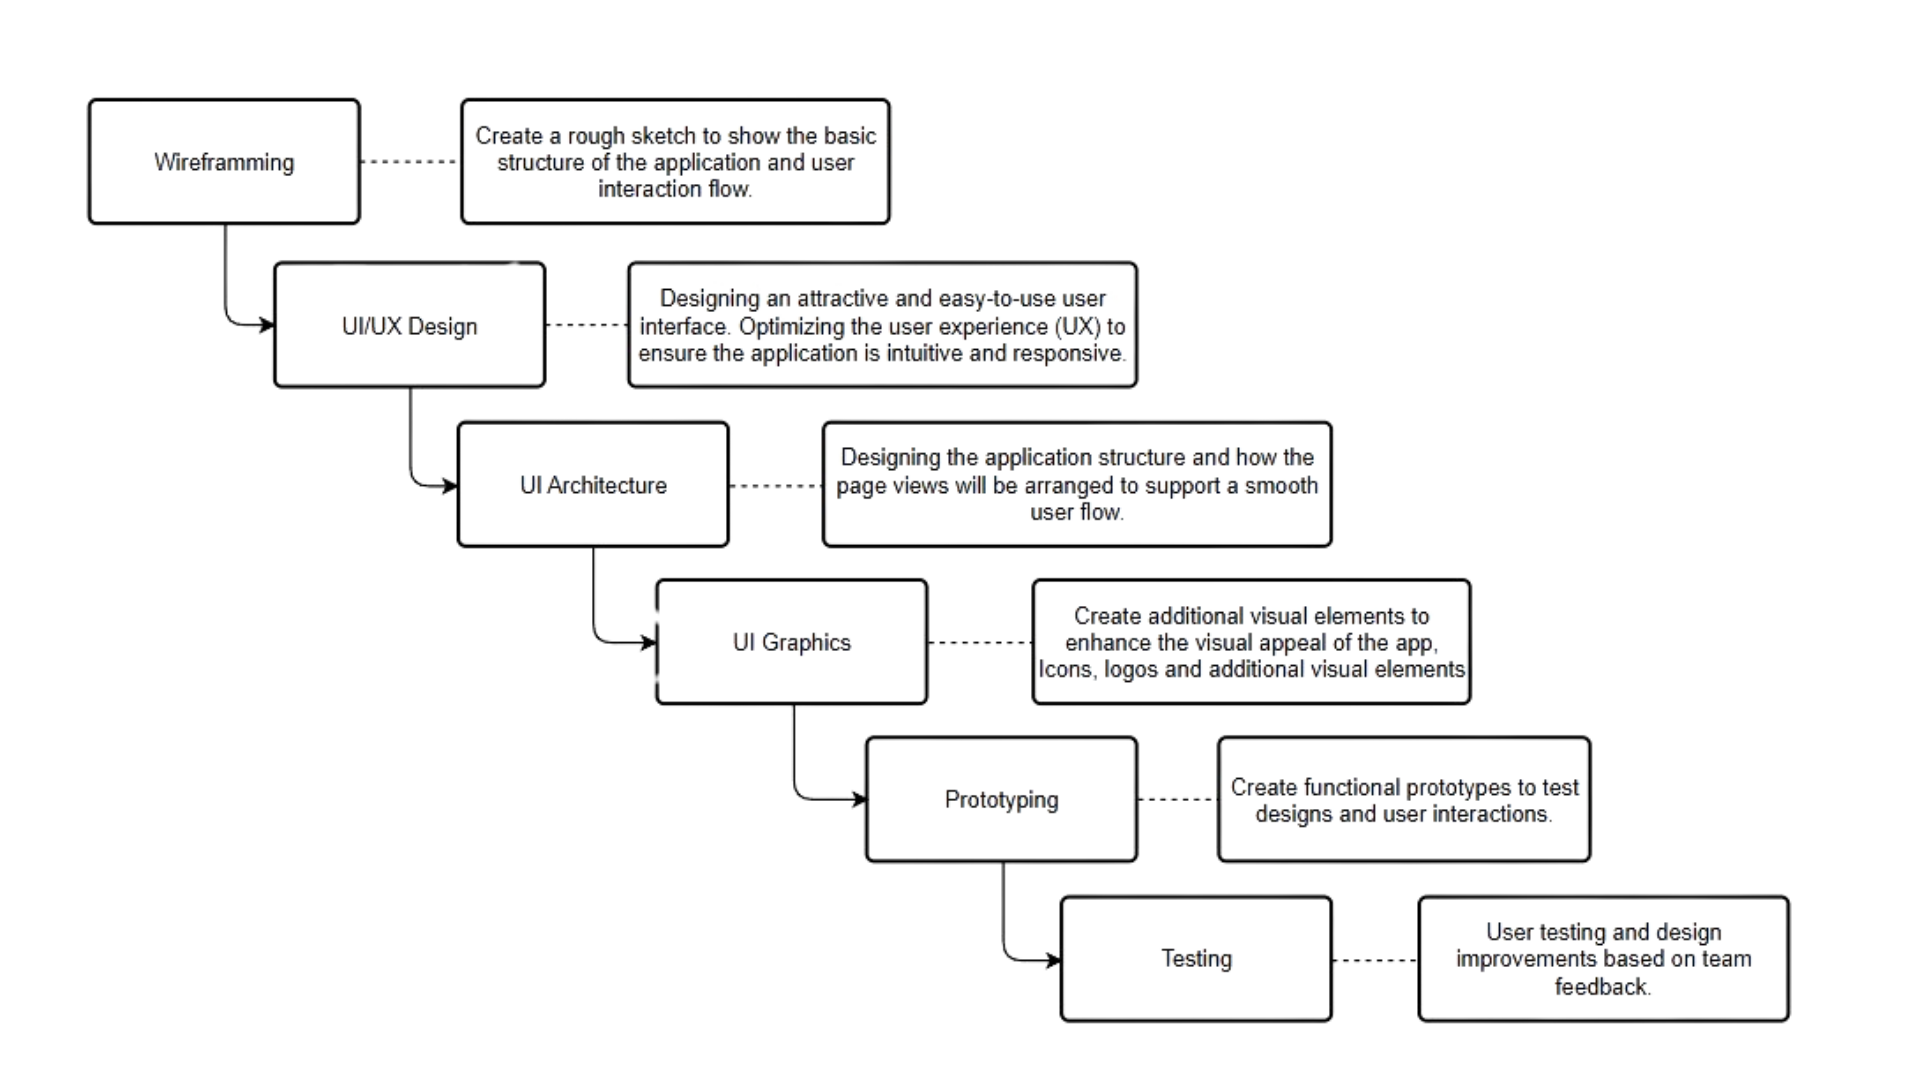 Wireframming
Create a rough sketch to show the basic
structure of the application and user
interaction flow.
UI/UX Design
Designing an attractive and easy-to-use user
interface. Optimizing the user experience (UX) to
ensure the application is intuitive and responsive.
UI Architecture
Designing the application structure and how the
page views will be arranged to support a smooth
user flow.
UI Graphics
Create additional visual elements to
enhance the visual appeal of the app,
Icons, logos and additional visual elements
Prototyping
Create functional prototypes to test
designs and user interactions.
Testing
User testing and design
improvements based on team
feedback.